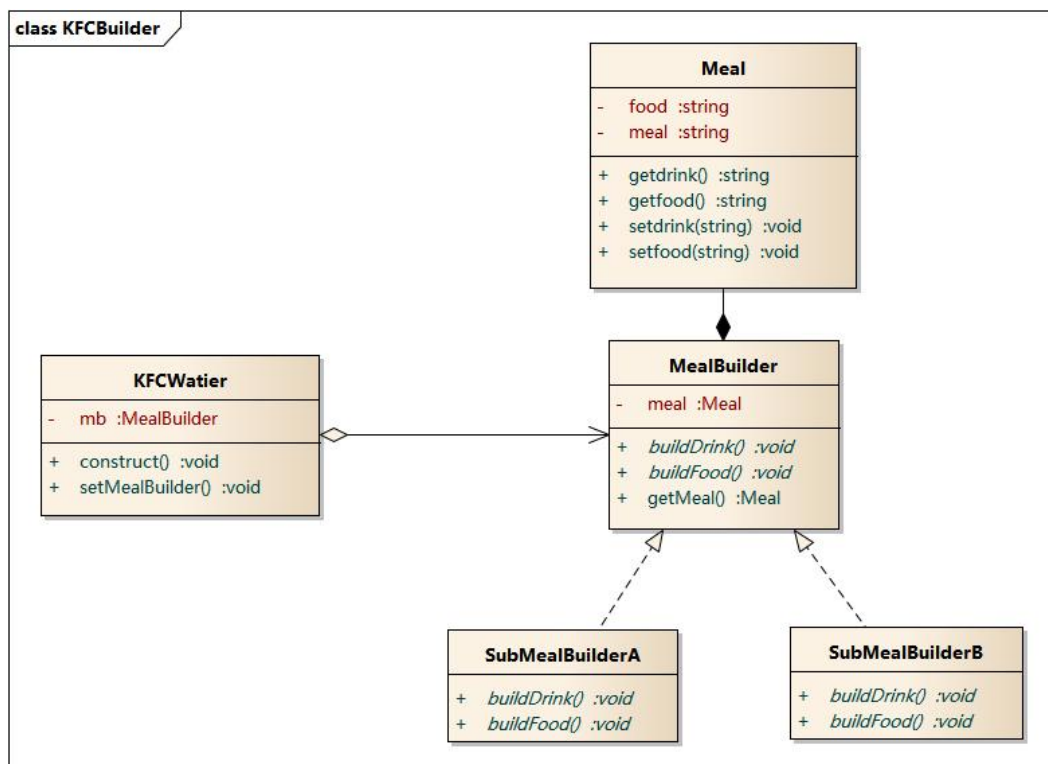 class KFCBuilder
Meal
- food :string
- meal :string
+ getdrink() :string
+ getfood() :string
+ setdrink(string) :void
+ setfood(string) :void
KFCWatier
- mb :MealBuilder
+ construct() :void
+ setMealBuilder() :void
MealBuilder
- meal :Meal
+ buildDrink() :void
+ buildFood() :void
+ getMeal() :Meal
SubMealBuilderA
+ buildDrink() :void
+ buildFood() :void
SubMealBuilderB
+ buildDrink() :void
+ buildFood() :void